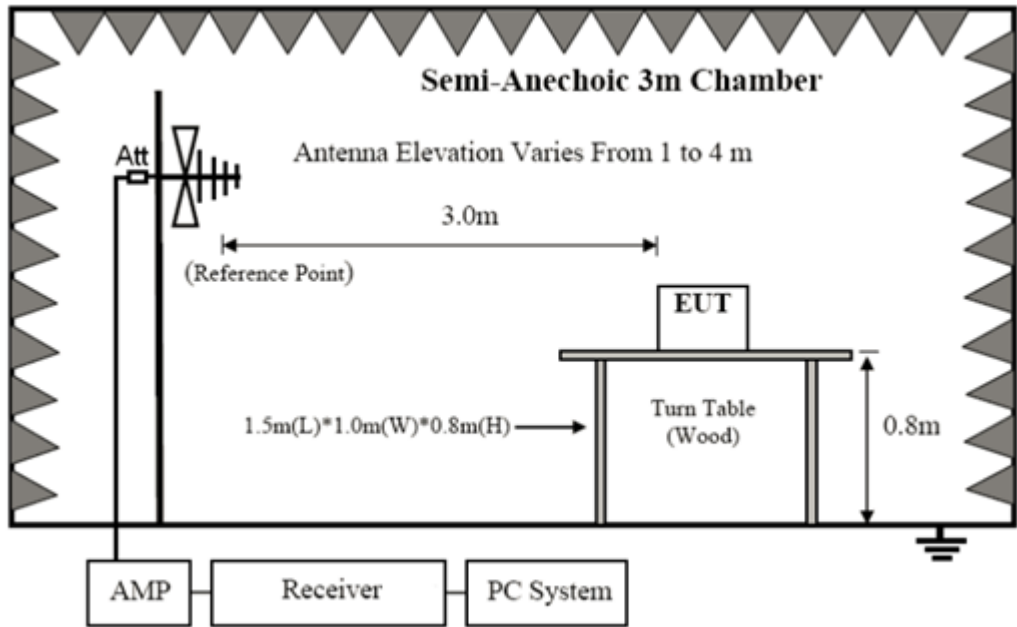 Semi-Anechoic 3m Chamber
Antenna Elevation Varies From 1 to 4 m
Att
3.0m
(Reference Point)
EUT
1.5m(L)*1.0m(W)*0.8m(H)
Turn Table
(Wood)
0.8m
AMP
Receiver
PC System